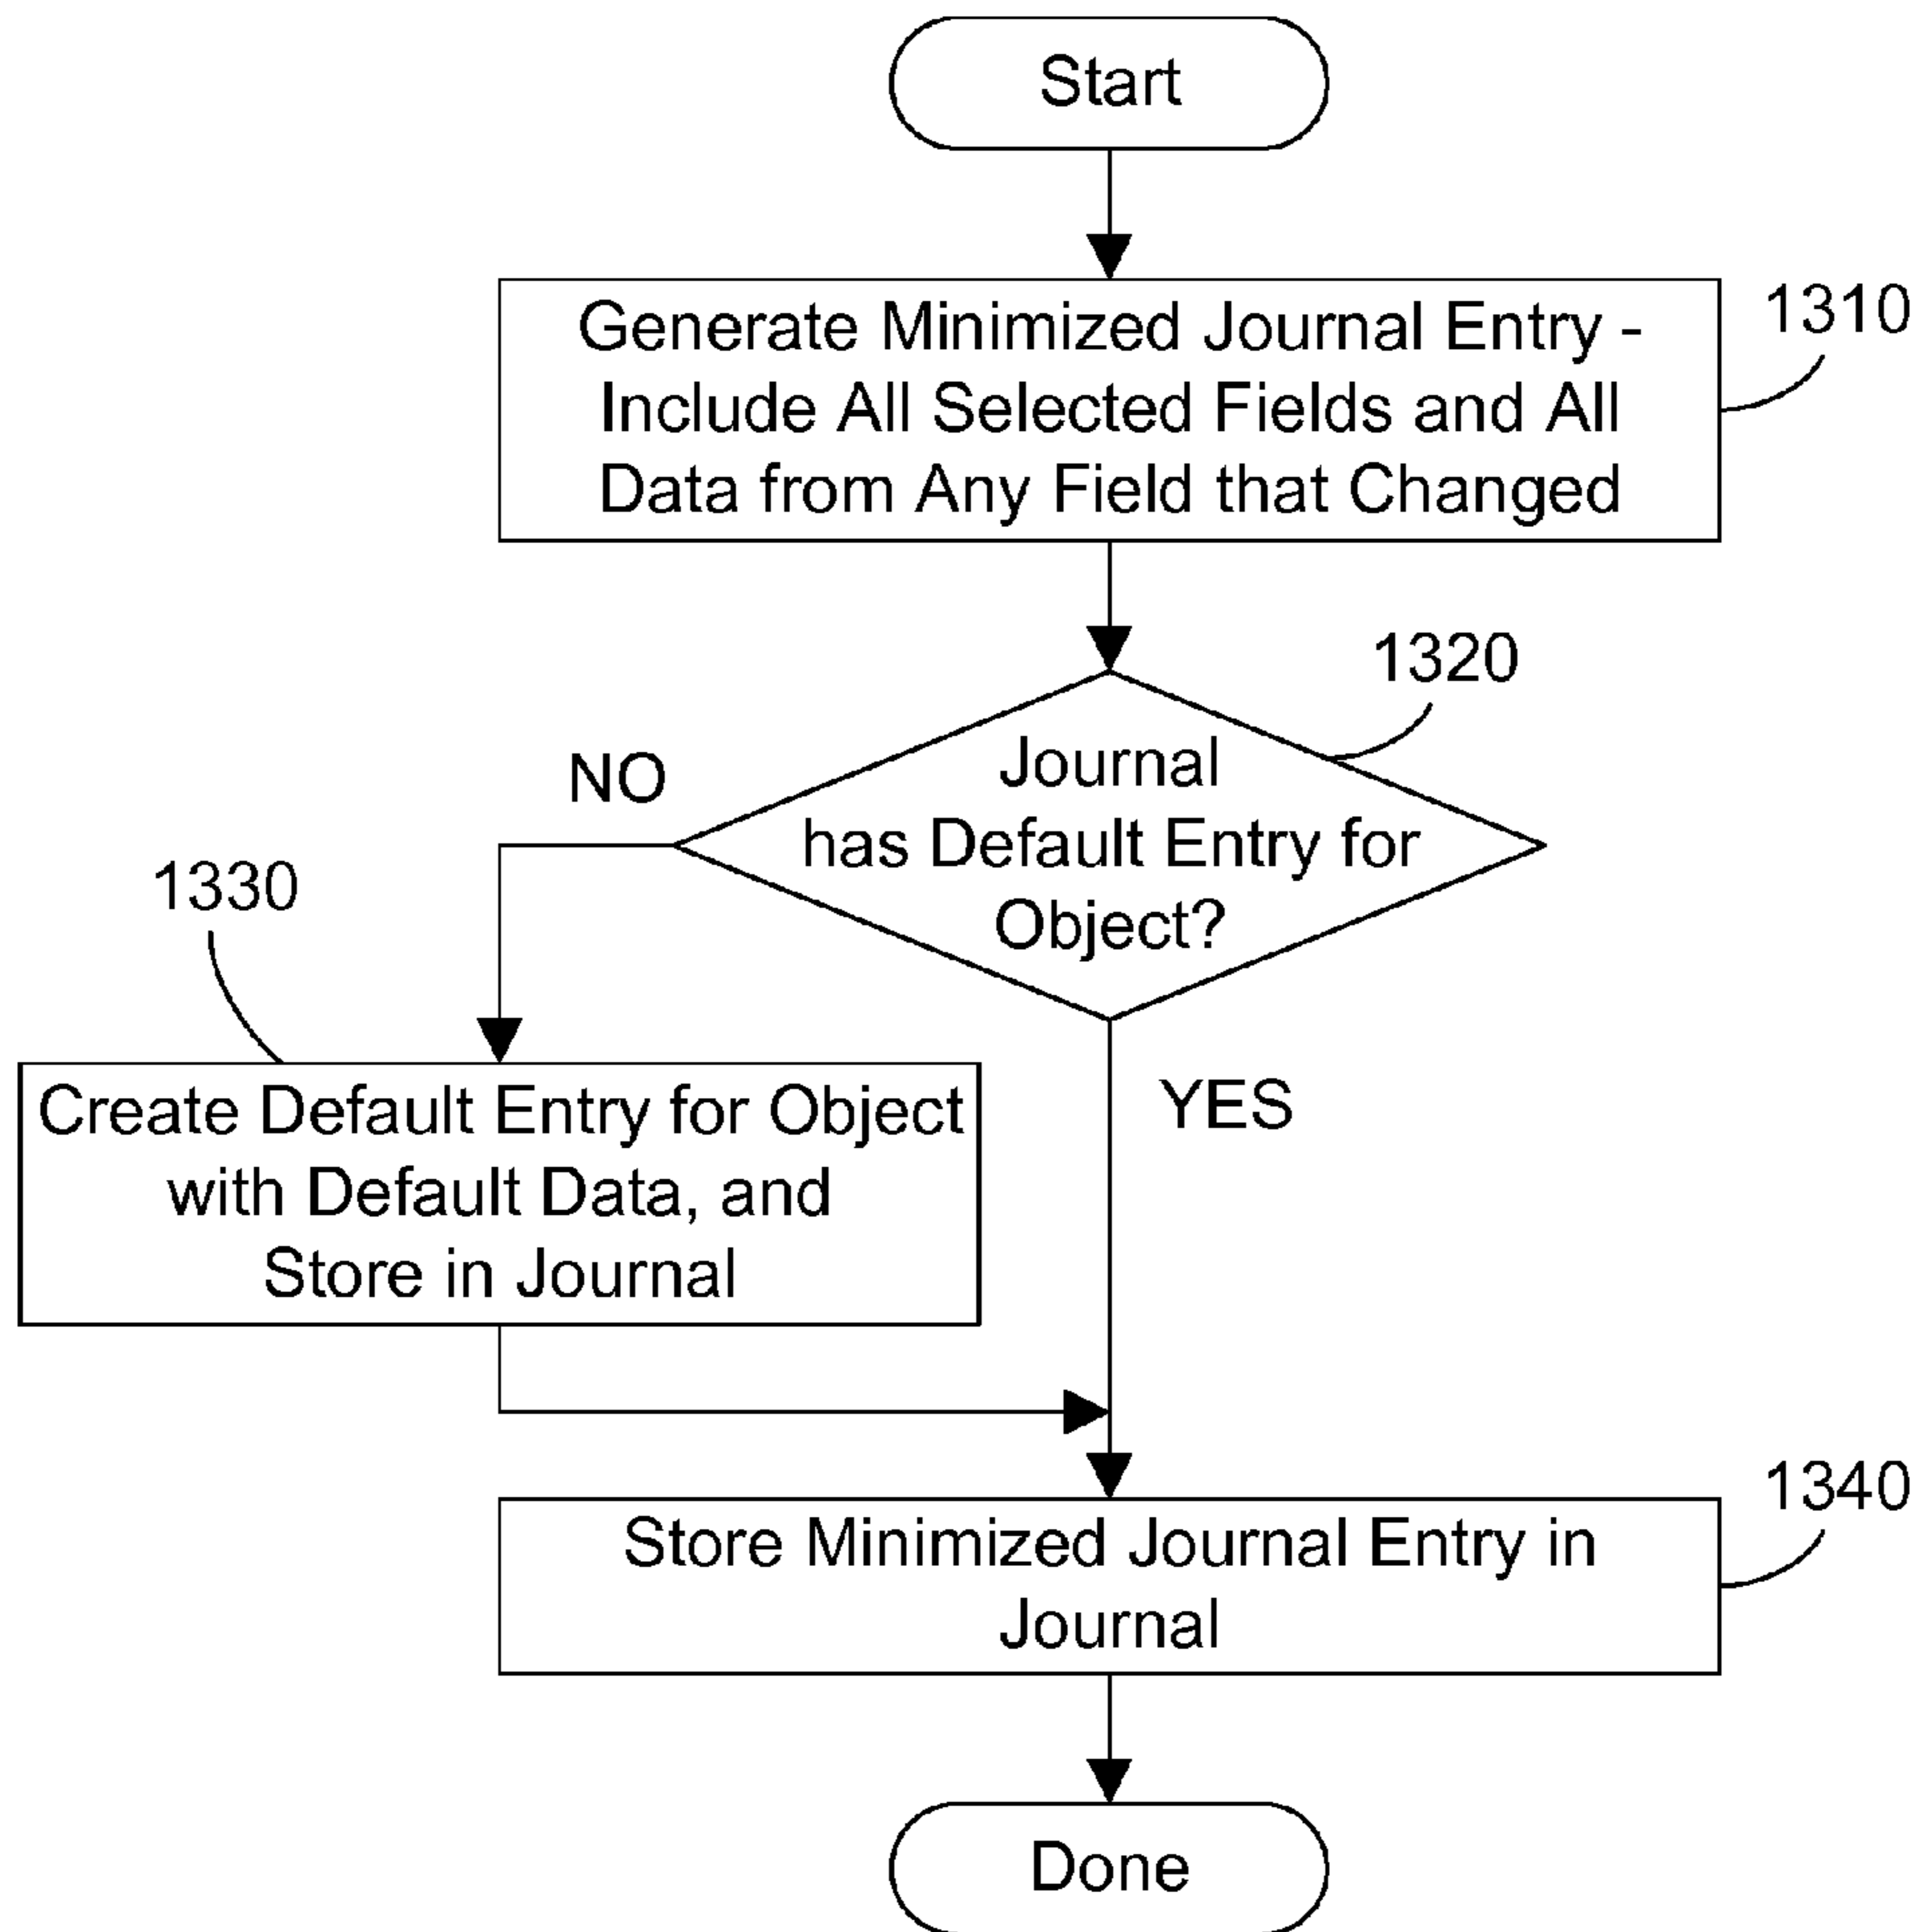 Start
Generate Minimized Journal Entry -
Include All Selected Fields and All
Data from Any Field that Changed
1310
1320
Journal
has Default Entry for
Object?
NO
YES
1330
Create Default Entry for Object
with Default Data, and
Store in Journal
Store Minimized Journal Entry in
Journal
1340
Done